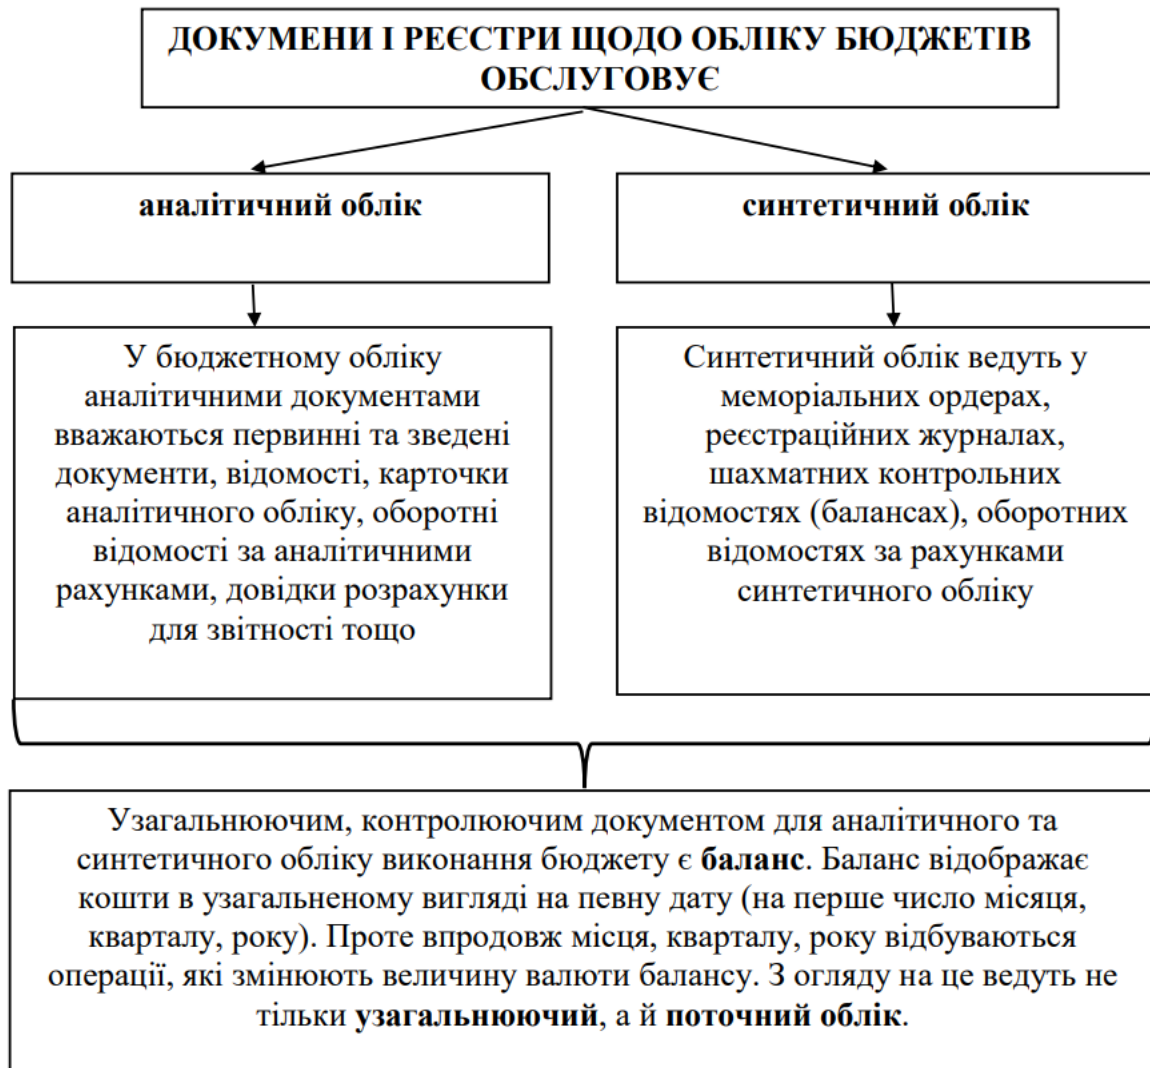 ДОКУМЕНИ І РЕЄСТРИ ЩОДО ОБЛІКУ БЮДЖЕТІВ
ОБСЛУГОВУЄ
аналітичний облік
синтетичний облік
У бюджетному обліку
аналітичними документами
вважаються первинні та зведені
документи, відомості, карточки
аналітичного обліку, оборотні
відомості за аналітичними
рахунками, довідки розрахунки
для звітності тощо
Синтетичний облік ведуть у
меморіальних ордерах,
реєстраційних журналах,
шахматних контрольних
відомостях (балансах), оборотних
відомостях за рахунками
синтетичного обліку
Узагальнюючим, контролюючим документом для аналітичного та
синтетичного обліку виконання бюджету є баланс. Баланс відображає
кошти в узагальненому вигляді на певну дату (на перше число місяця,
кварталу, року). Проте впродовж місця, кварталу, року відбуваються
операції, які змінюють величину валюти балансу. З огляду на це ведуть не
тільки узагальнюючий, а й поточний облік.